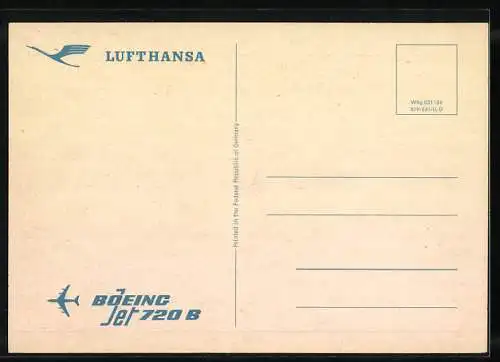 LUFTHANSA
Printed in the Federal Republic of Germany
BOEING
Jet 720 B